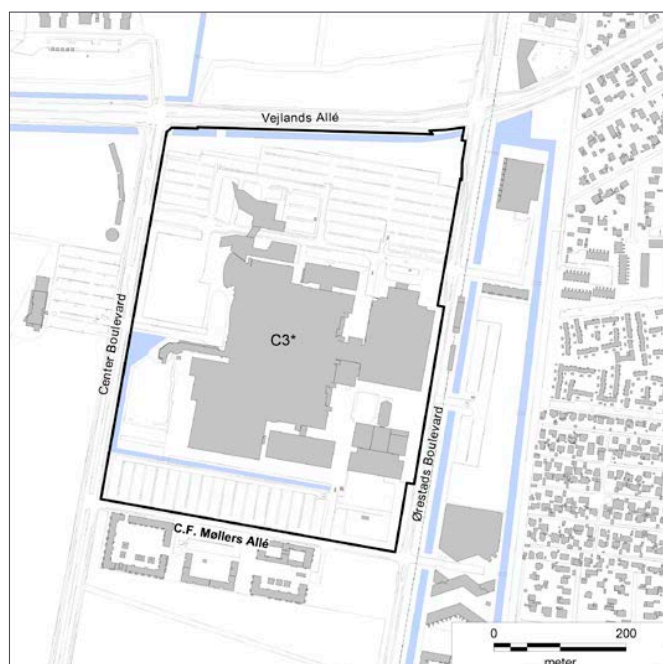 Vejlands Allé
C3*
Center Boulevard
Ørestads Boulevard
C.F. Møllers Allé
0 200
meter